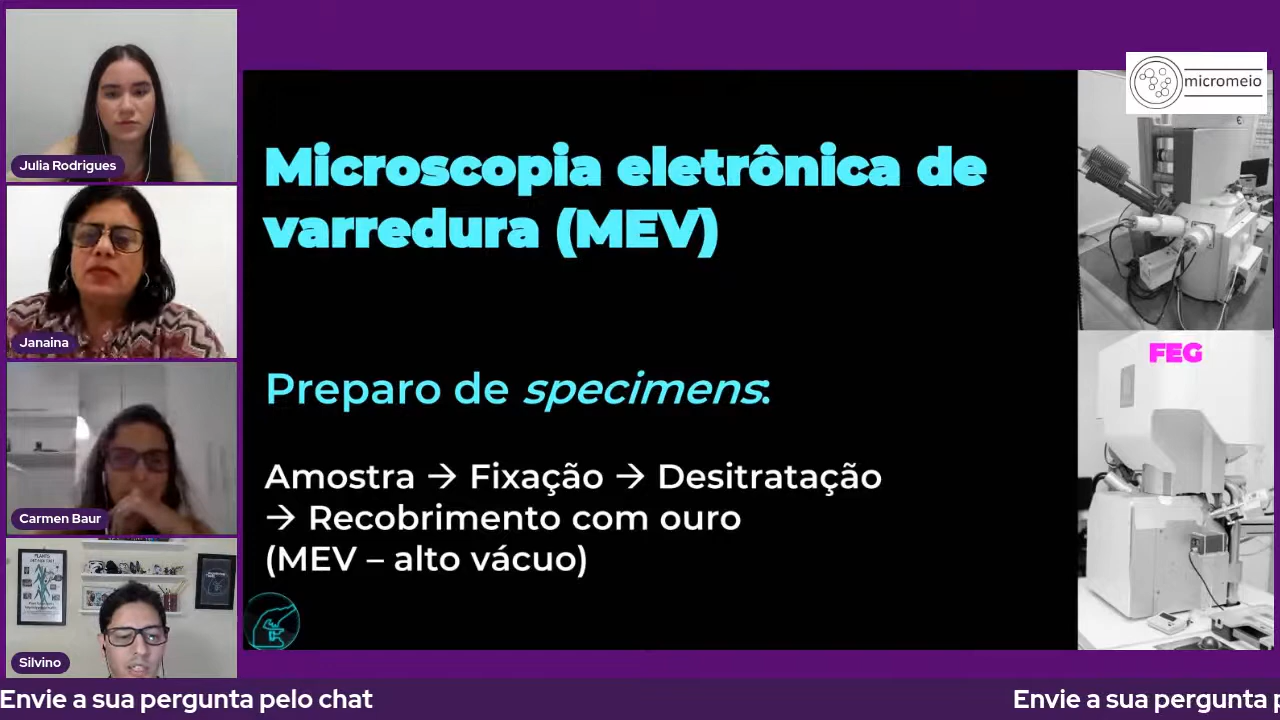 Julia Rodrigues
Janaina
Carmen Baur
Silvino
Microscopia eletrônica de
varredura (MEV)
Preparo de specimens:
Amostra → Fixação → Desitratação
→ Recobrimento com ouro
(MEV – alto vácuo)
micromeio
FEG
PLANTS
Envie a sua pergunta pelo chat
Envie a sua pergunta p